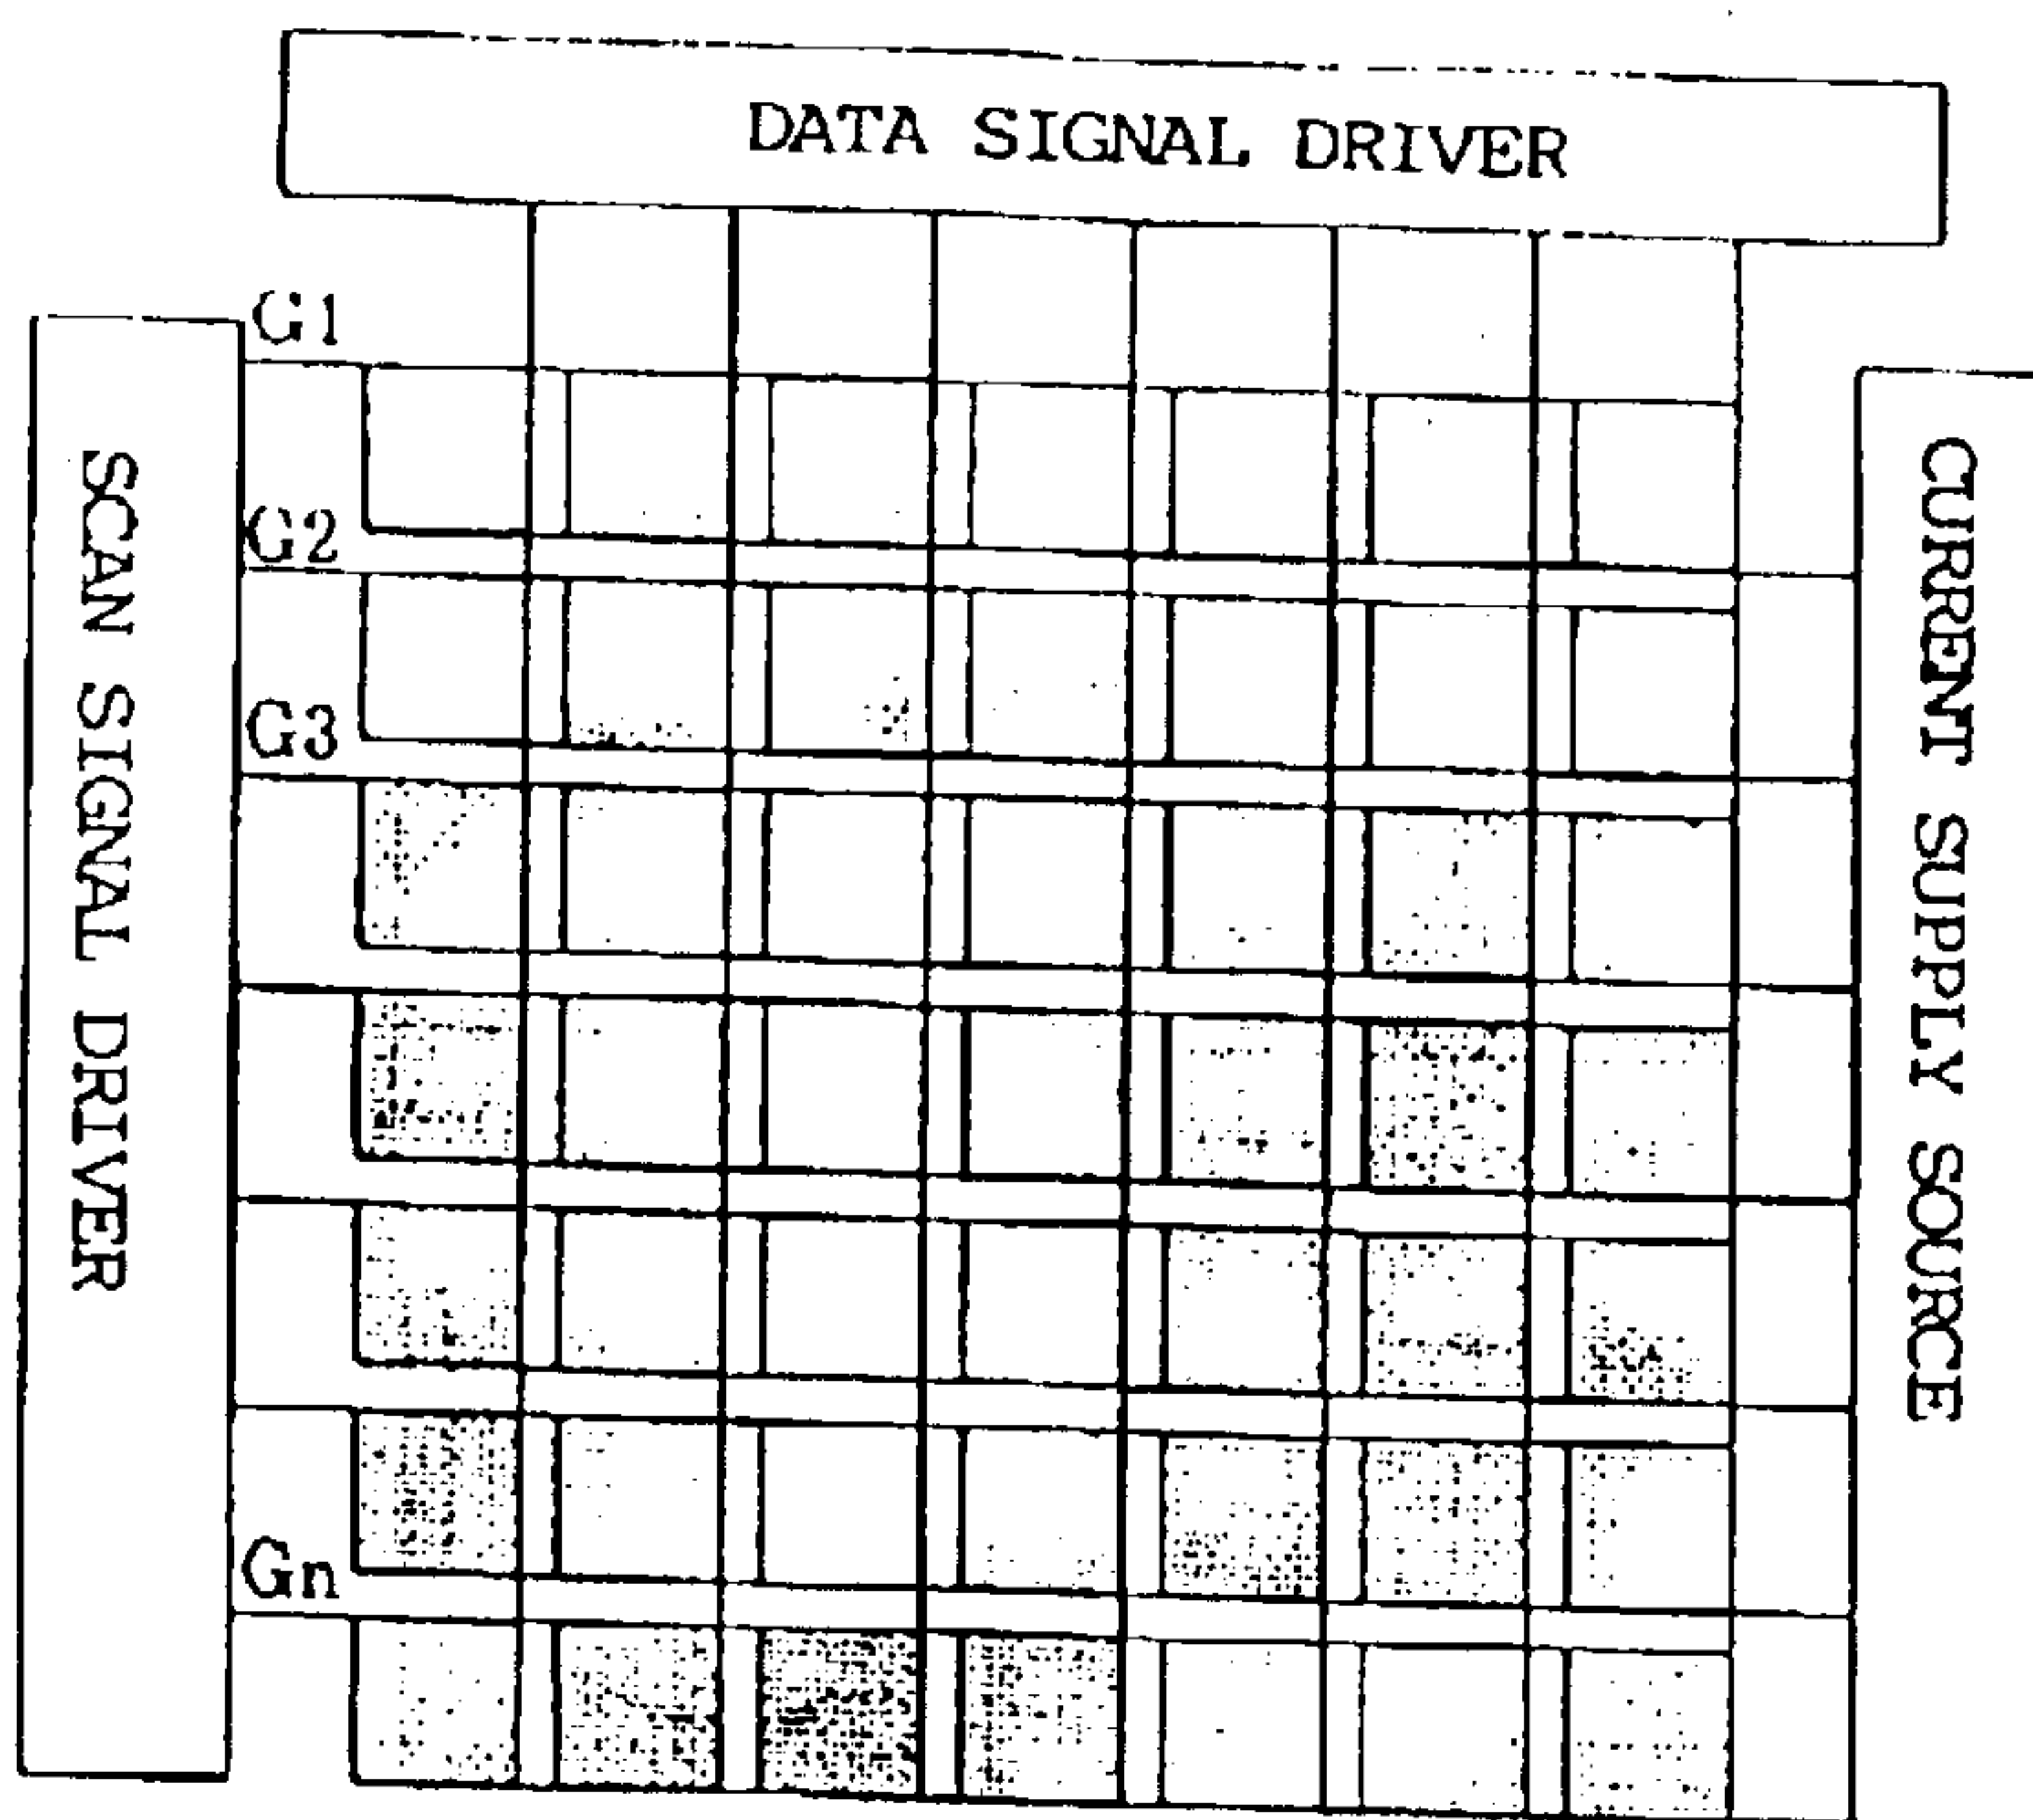 DATA SIGNAL DRIVER
G1
G2
G3
Gn
SCAN SIGNAL DRIVER
CURRENT SUPPLY SOURCE